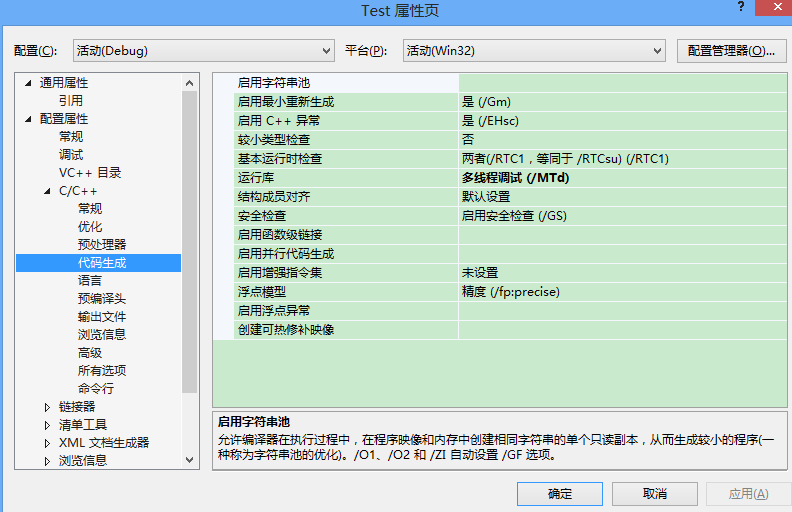 Test 属性页
?
配置(C):
活动(Debug)
平台(P):
活动(Win32)
配置管理器(O)...
通用属性
引用
配置属性
常规
调试
VC++ 目录
C/C++
常规
优化
预处理器
代码生成
语言
预编译头
输出文件
浏览信息
高级
所有选项
命令行
链接器
清单工具
XML 文档生成器
浏览信息
启用字符串池
启用最小重新生成 是 (/Gm)
启用 C++ 异常 是 (/EHsc)
较小类型检查 否
基本运行时检查 两者(/RTC1，等同于 /RTCsu) (/RTC1)
运行库 多线程调试 (/MTd)
结构成员对齐 默认设置
安全检查 启用安全检查 (/GS)
启用函数级链接
启用并行代码生成
启用增强指令集 未设置
浮点模型 精度 (/fp:precise)
启用浮点异常
创建可热修补映像
启用字符串池
允许编译器在执行过程中，在程序映像和内存中创建相同字符串的单个只读副本，从而生成较小的程序(一
种称为字符串池的优化)。/O1、/O2 和 /ZI 自动设置 /GF 选项。
确定
取消
应用(A)